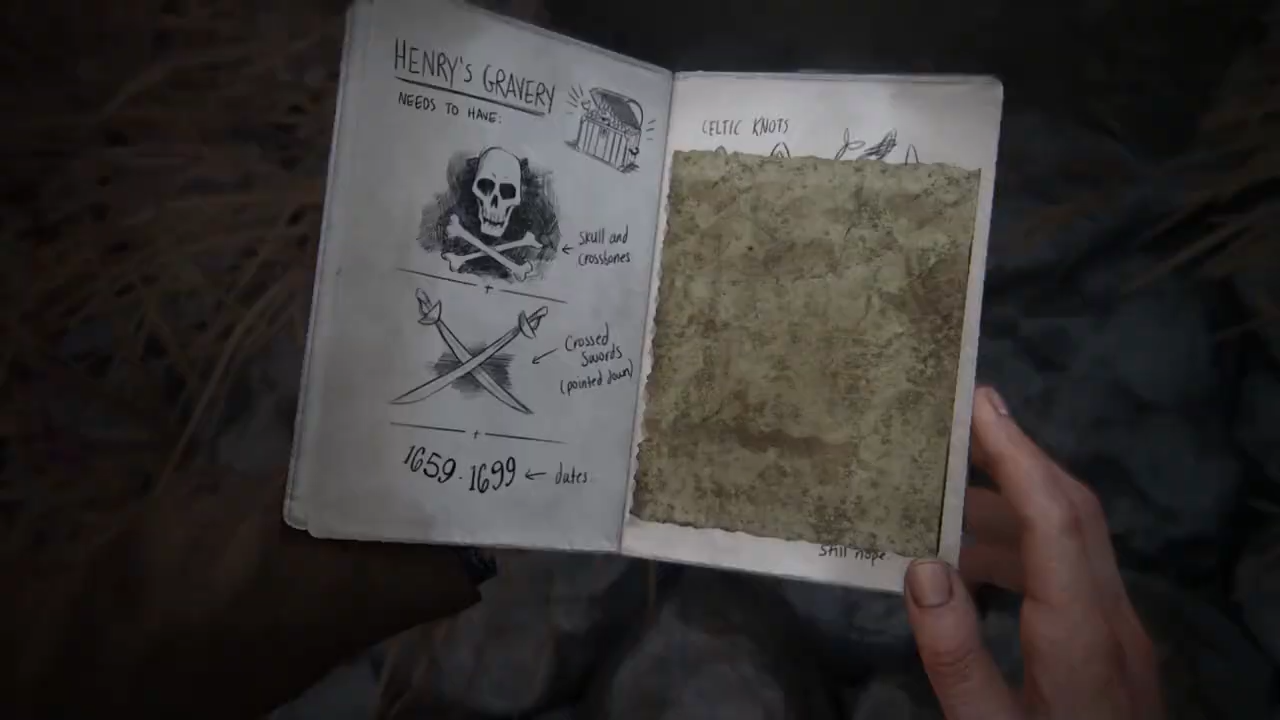 HENRY'S GRAVERY
NEEDS TO HAVE:
Skull and
Crossbones
+
Crossed
Swords
(pointed down)
+
1659 - 1699 ← dates
CELTIC KNOTS
Still nope